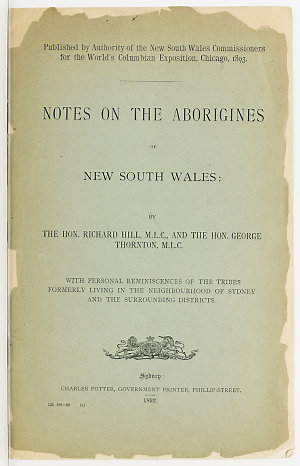 Published by Authority of the New South Wales Commissioners
for the World's Columbian Exposition, Chicago, 1893.
NOTES ON THE ABORIGINES
OF
NEW SOUTH WALES:
BY
THE HON. RICHARD HILL, M.L.C., AND THE HON. GEORGE
THORNTON, M.L.C.
WITH PERSONAL REMINISCENCES OF THE TRIBES
FORMERLY LIVING IN THE NEIGHBOURHOOD OF SYDNEY
AND THE SURROUNDING DISTRICTS.
Sydney:
CHARLES POTTER, GOVERNMENT PRINTER, PHILLIP-STREET.
1892.